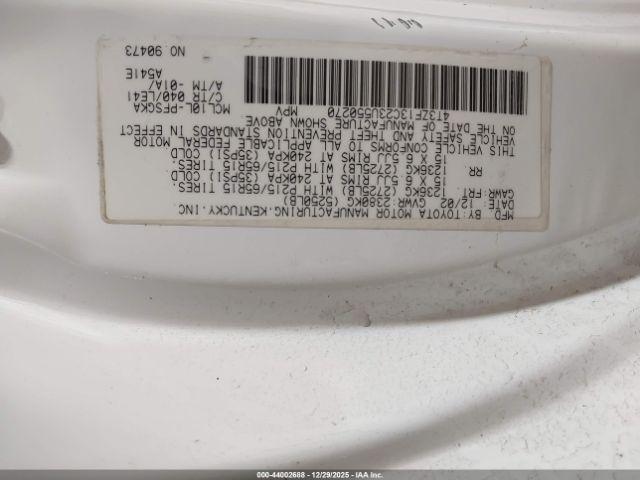 MFD. BY:TOYOTA MOTOR MANUFACTURING,KENTUCKY,INC
DATE: 12/02 GVWR:2380KG (5250LB)
GAWR:FRT. 1236KG (2725LB) WITH P215/65R15 TIRES.
15 X 6.5JJ RIMS AT 240KPA (35PSI) COLD
RR 1236KG (2725LB) WITH P215/65R15 TIRES.
15 X 6.5JJ RIMS AT 240KPA (35PSI) COLD
THIS VEHICLE CONFORMS TO ALL APPLICABLE FEDERAL MOTOR
VEHICLE SAFETY AND THEFT PREVENTION STANDARDS IN EFFECT
ON THE DATE OF MANUFACTURE SHOWN ABOVE.
4T3ZF13C23U550270 MPV
MCL10L-PFSGKA
C/TR 040/LE41
A/TM -01A/
A541E
NO 90473
000-44002688 - 12/29/2025 - IAA Inc.